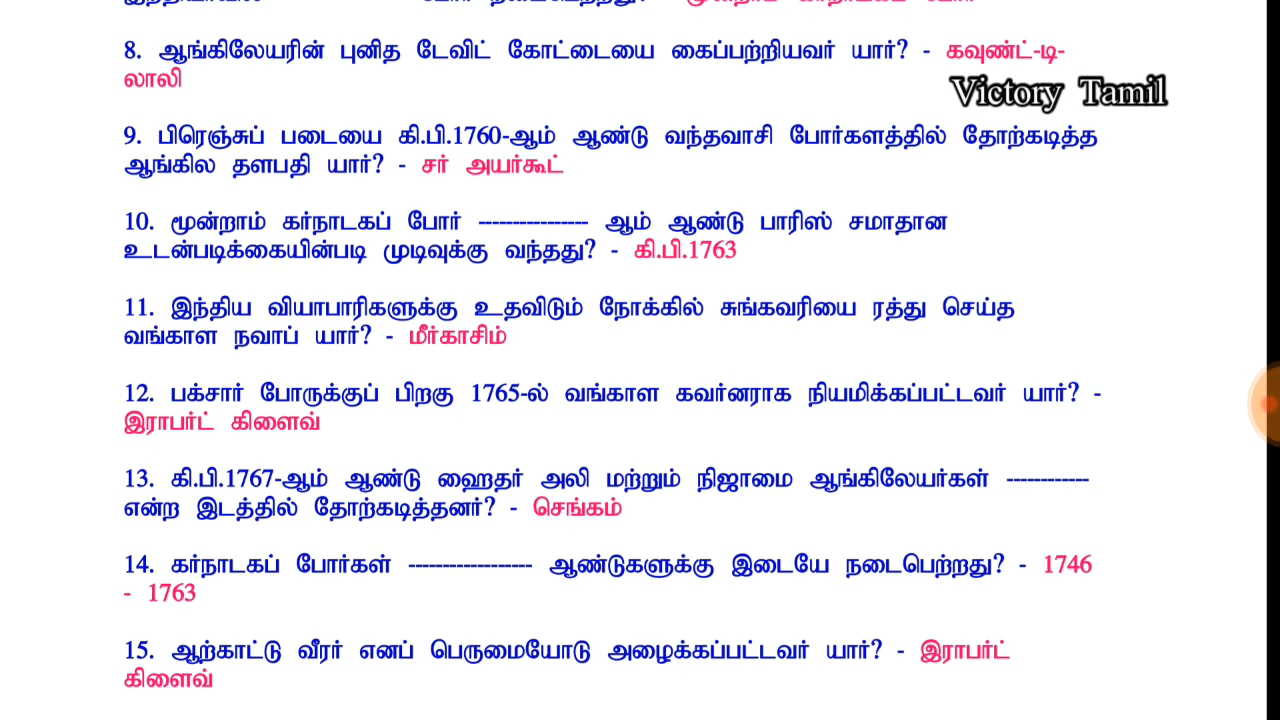 8. ஆங்கிலேயரின் புனித டேவிட் கோட்டையை கைப்பற்றியவர் யார்? - கவுண்ட்-டி-
லாலி
Victory Tamil
9. பிரெஞ்சுப் படையை கி.பி.1760-ஆம் ஆண்டு வந்தவாசி போர்களத்தில் தோற்கடித்த
ஆங்கில தளபதி யார்? - சர் அயர்கூட்
10. மூன்றாம் கர்நாடகப் போர் ---------------- ஆம் ஆண்டு பாரிஸ் சமாதான
உடன்படிக்கையின்படி முடிவுக்கு வந்தது? - கி.பி.1763
11. இந்திய வியாபாரிகளுக்கு உதவிடும் நோக்கில் சுங்கவரியை ரத்து செய்த
வங்காள நவாப் யார்? - மீர்காசிம்
12. பக்சார் போருக்குப் பிறகு 1765-ல் வங்காள கவர்னராக நியமிக்கப்பட்டவர் யார்? -
இராபர்ட் கிளைவ்
13. கி.பி.1767-ஆம் ஆண்டு ஹைதர் அலி மற்றும் நிஜாமை ஆங்கிலேயர்கள் ------------
என்ற இடத்தில் தோற்கடித்தனர்? - செங்கம்
14. கர்நாடகப் போர்கள் ------------------ ஆண்டுகளுக்கு இடையே நடைபெற்றது? - 1746
- 1763
15. ஆற்காட்டு வீரர் எனப் பெருமையோடு அழைக்கப்பட்டவர் யார்? - இராபர்ட்
கிளைவ்